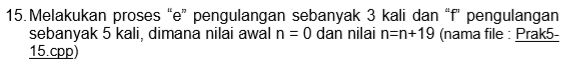 15. Melakukan proses “e” pengulangan sebanyak 3 kali dan “f” pengulangan
sebanyak 5 kali, dimana nilai awal n = 0 dan nilai n=n+19 (nama file : Prak5-
15.cpp)